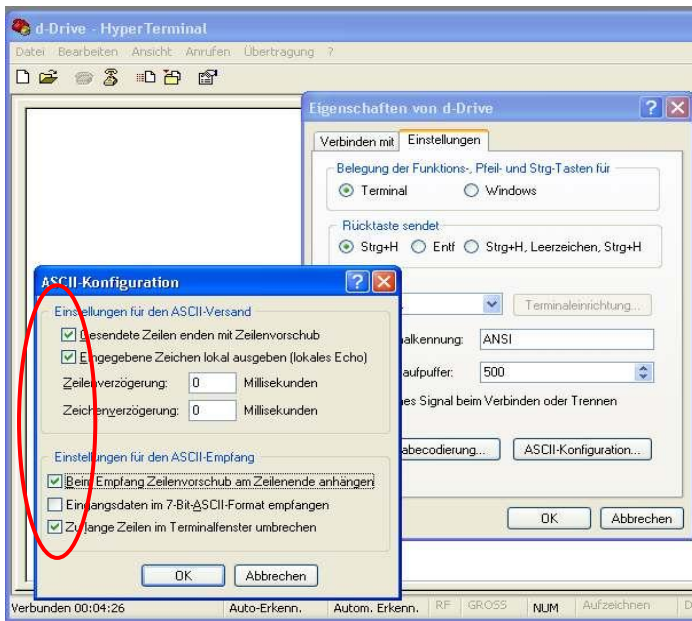 d-Drive - HyperTerminal
Datei Bearbeiten Ansicht Anrufen Übertragung ?
Eigenschaften von d-Drive
Verbinden mit Einstellungen
Belegung der Funktions-, Pfeil- und Strg-Tasten für
Terminal Windows
Rücktaste sendet
Strg+H Entf Strg+H, Leerzeichen, Strg+H
Terminaleinrichtung...
ANSI
500
Signal beim Verbinden oder Trennen
ASCII-Konfiguration...
OK Abbrechen
ASCII-Konfiguration
Einstellungen für den ASCII-Versand
Gesendete Zeilen enden mit Zeilenvorschub
Eingegebene Zeichen lokal ausgeben (lokales Echo)
Zeilenverzögerung: 0 Millisekunden
Zeichenverzögerung: 0 Millisekunden
Einstellungen für den ASCII-Empfang
Beim Empfang Zeilenvorschub am Zeilenende anhängen
Eingangsdaten im 7-Bit-ASCII-Format empfangen
Zu lange Zeilen im Terminalfenster umbrechen
OK Abbrechen
Verbunden 00:04:26 Auto-Erkenn. Autom. Erkenn. RF GROSS NUM Aufzeichnen